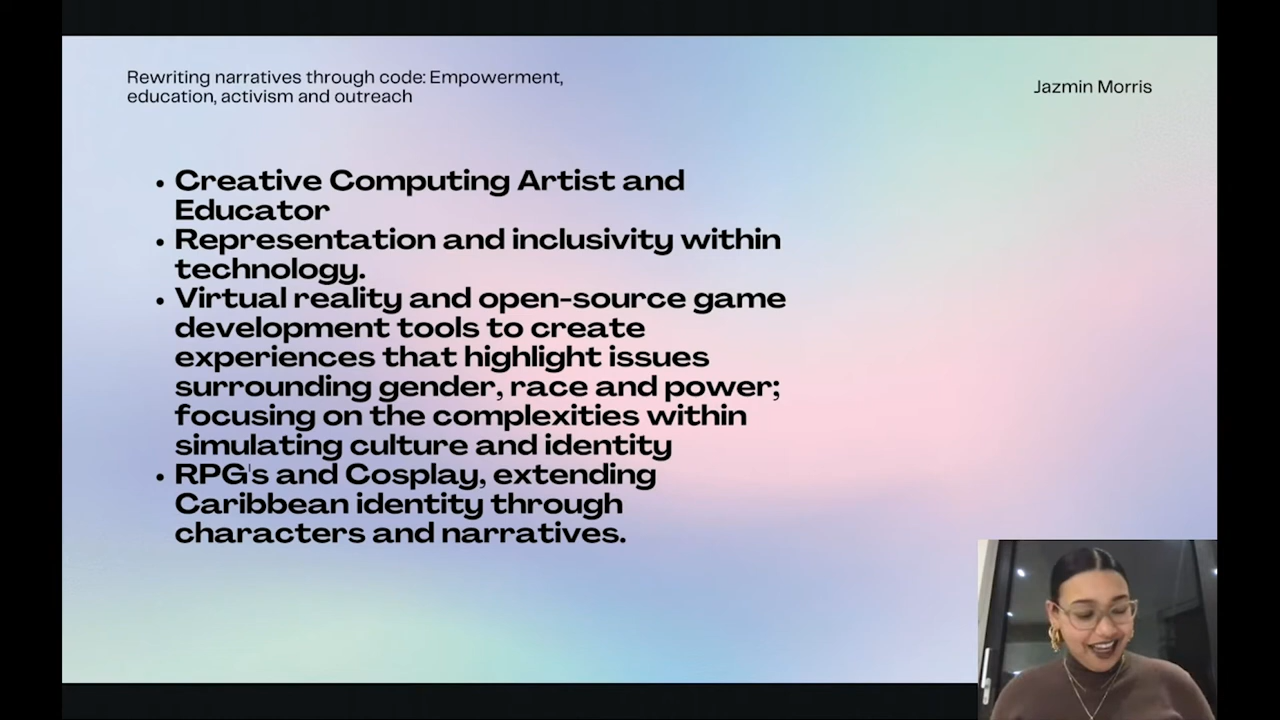 Rewriting narratives through code: Empowerment,
education, activism and outreach
Jazmin Morris
• Creative Computing Artist and
Educator
• Representation and inclusivity within
technology.
• Virtual reality and open-source game
development tools to create
experiences that highlight issues
surrounding gender, race and power;
focusing on the complexities within
simulating culture and identity
• RPG's and Cosplay, extending
Caribbean identity through
characters and narratives.